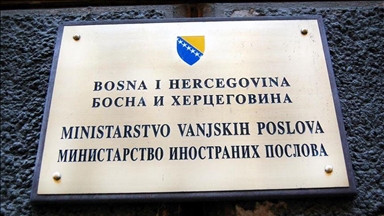 BOSNA I HERCEGOVINA
БОСНА И ХЕРЦЕГОВИНА
MINISTARSTVO VANJSKIH POSLOVA
МИНИСТАРСТВО ИНОСТРАНИХ ПОСЛОВА